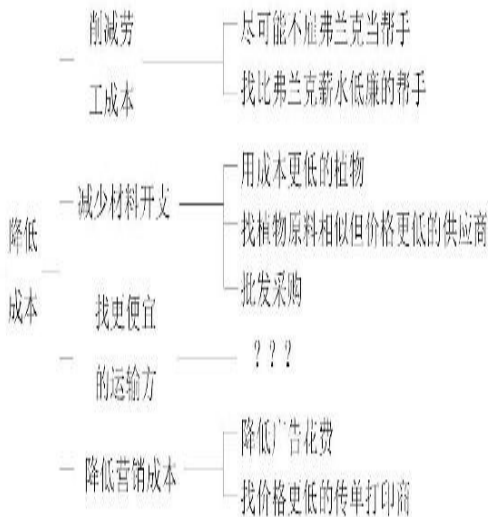 削减劳
工成本
尽可能不雇弗兰克当帮手
找比弗兰克薪水低廉的帮手
减少材料开支
用成本更低的植物
找植物原料相似但价格更低的供应商
批发采购
降低
成本
找更便宜
的运输方
？？？
降低营销成本
降低广告花费
找价格更低的传单打印商